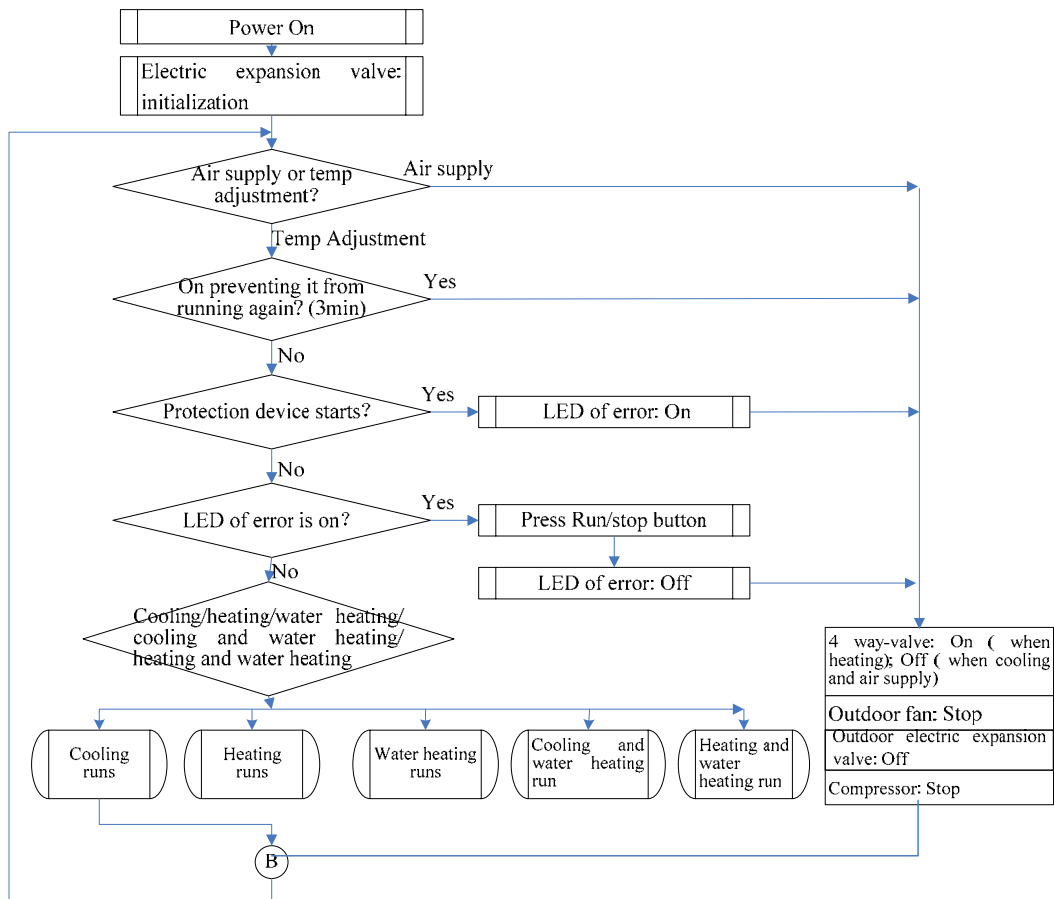 Power On
Electric expansion valve:
initialization
Air supply or temp
adjustment?
Air supply
Temp Adjustment
On preventing it from
running again? (3min)
Yes
No
Protection device starts?
Yes
LED of error: On
No
LED of error is on?
Yes
Press Run/stop button
LED of error: Off
No
Cooling/heating/water heating/
cooling and water heating/
heating and water heating
4 way-valve: On ( when
heating); Off ( when cooling
and air supply)
Outdoor fan: Stop
Outdoor electric expansion
valve: Off
Compressor: Stop
Cooling
runs
Heating
runs
Water heating
runs
Cooling and
water heating
run
Heating and
water
heating run
B